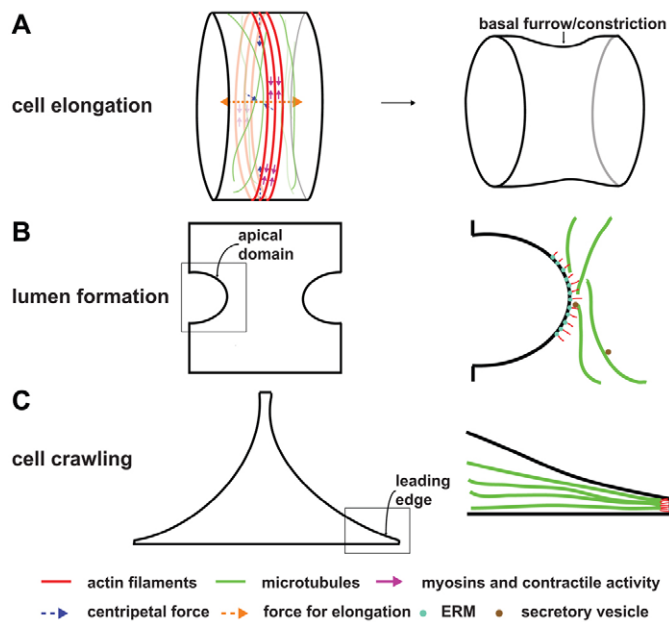 A
basal furrow/constriction
cell elongation
B
apical
domain
lumen formation
C
cell crawling
leading
edge
actin filaments microtubules myosins and contractile activity
centripetal force force for elongation ERM secretory vesicle